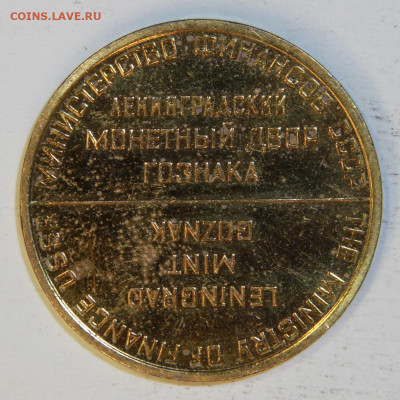 COINS.LAVE.RU
МИНИСТЕРСТВО ФИНАНСОВ СССР
ЛЕНИНГРАДСКИЙ
МОНЕТНЫЙ ДВОР
ГОЗНАКА
THE MINISTRY OF FINANCE USSR
LENINGRAD
MINT
GOZNAK